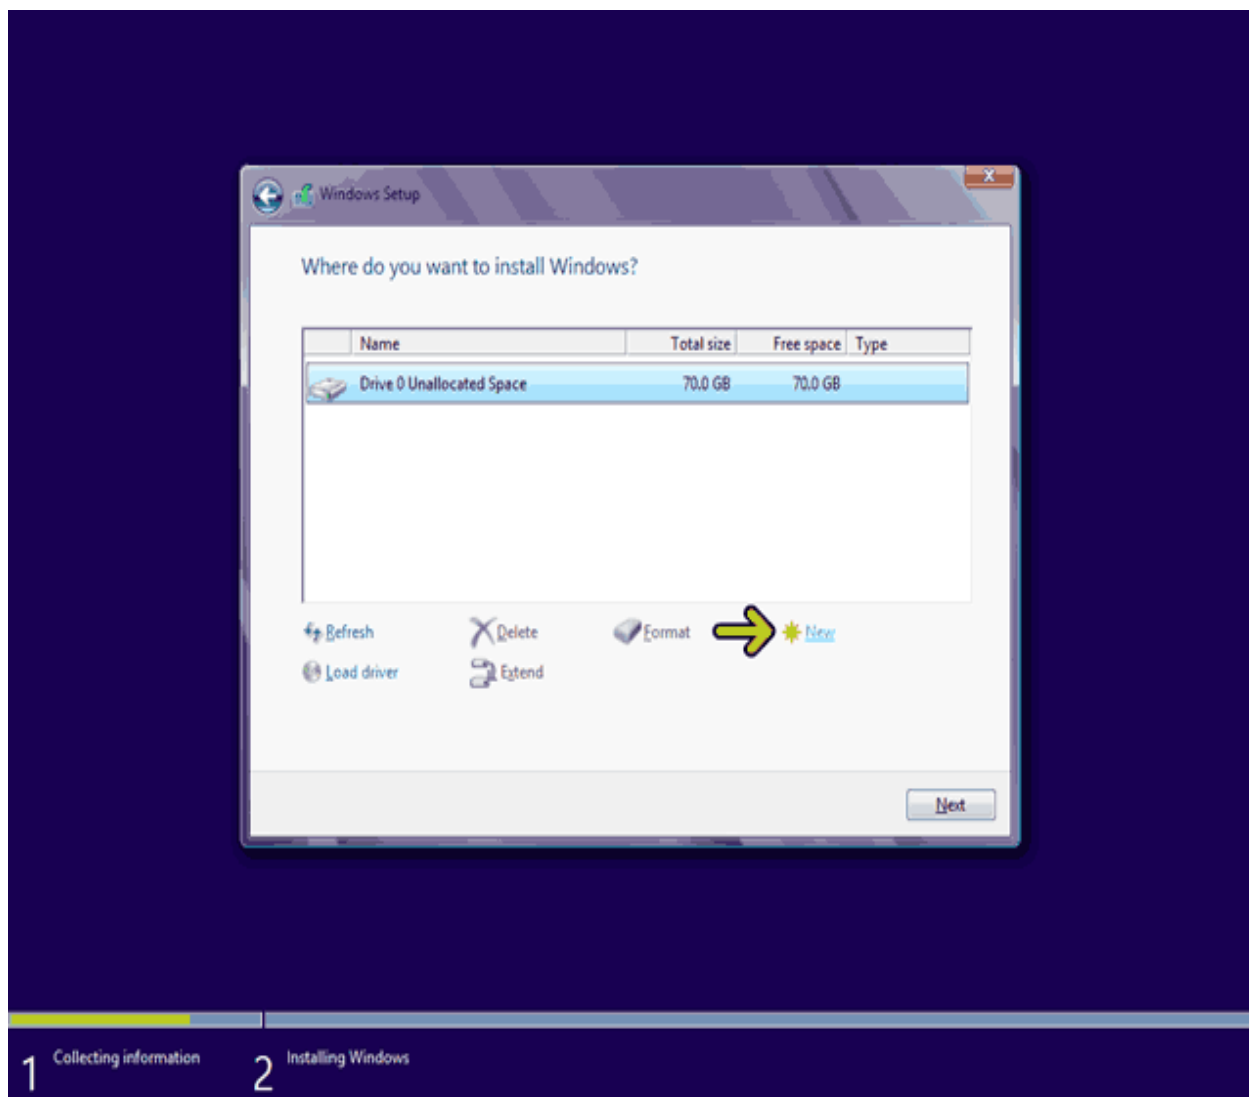 Windows Setup
X
Where do you want to install Windows?
Name Total size Free space Type
Drive 0 Unallocated Space 70.0 GB 70.0 GB
Refresh Delete Format New
Load driver Extend
Next
1 Collecting information 2 Installing Windows